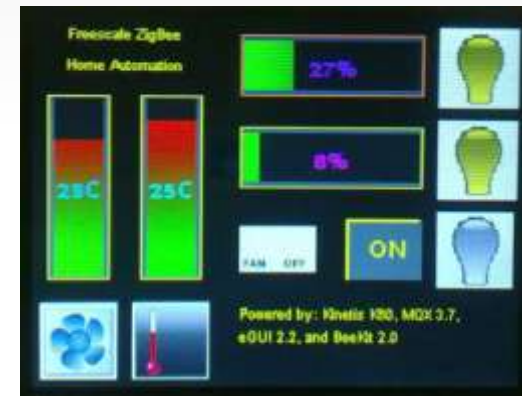 Freescale ZigBee
Home Automation
27%
8%
25C
ON
FAN OFF
Powered by: Kinetis K60, MQX 3.7,
eGUI 2.2, and BeeKit 2.0